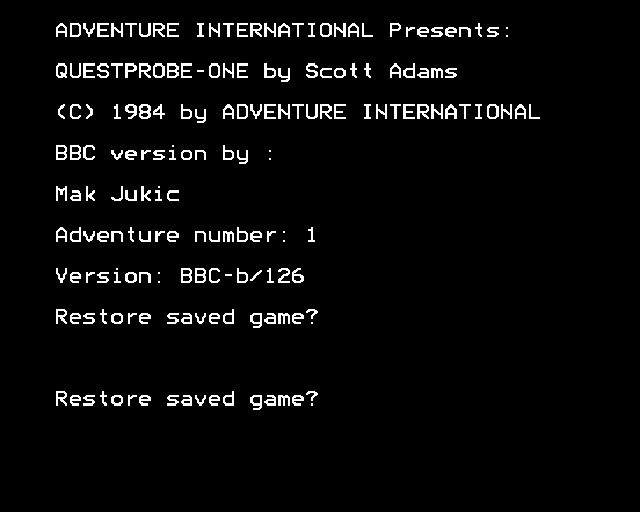 ADVENTURE INTERNATIONAL Presents:
QUESTPROBE-ONE by Scott Adams
(C) 1984 by ADVENTURE INTERNATIONAL
BBC version by :
Mak Jukic
Adventure number: 1
Version: BBC-b/126
Restore saved game?
Restore saved game?